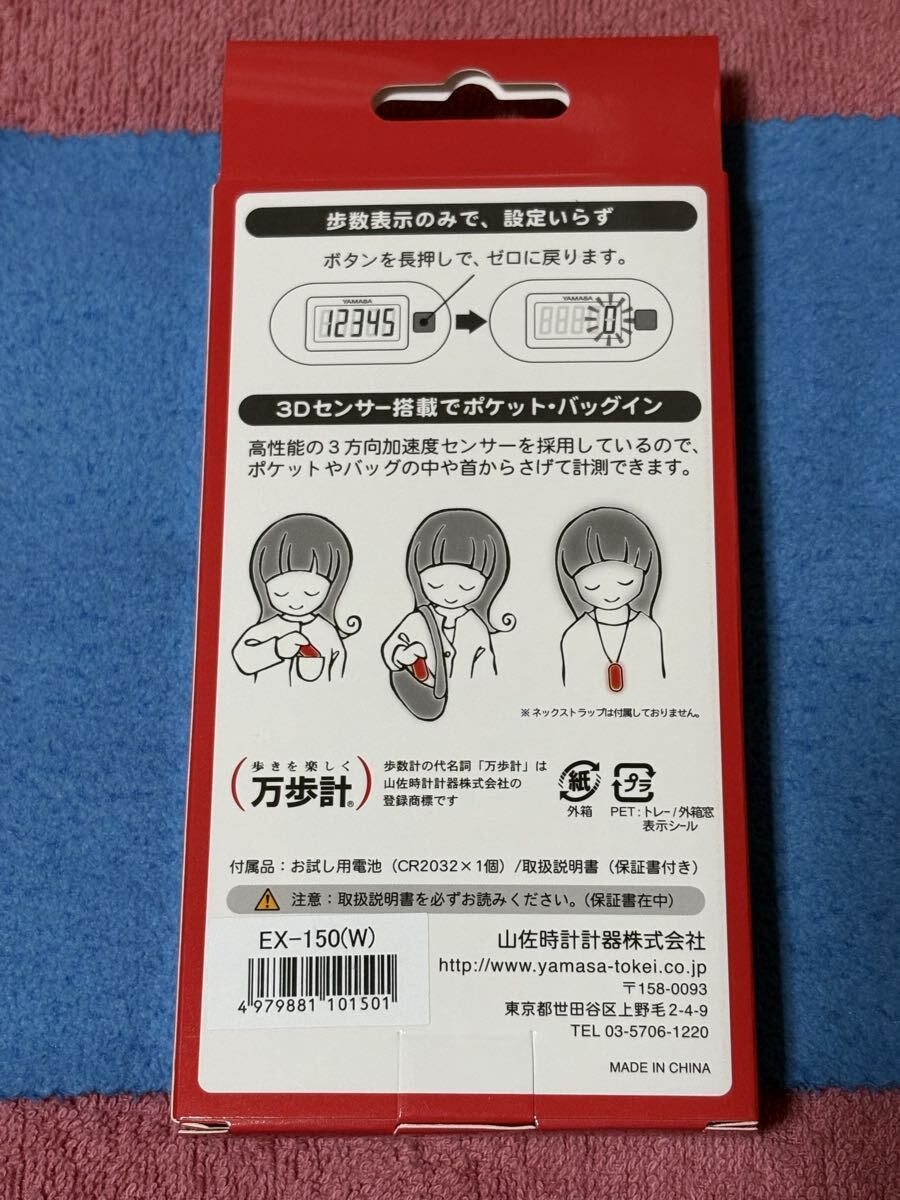 歩数表示のみで、設定いらず
ボタンを長押しで、ゼロに戻ります。
YAMASA
12345
YAMASA
0
3Dセンサー搭載でポケット・バッグイン
高性能の3方向加速度センサーを採用しているので、
ポケットやバッグの中や首からさげて計測できます。
※ネックストラップは付属しておりません。
歩きを楽しく
万歩計®
歩数計の代名詞「万歩計」は
山佐時計計器株式会社の
登録商標です
紙
外箱
プラ
PET:トレー/外箱窓
表示シール
付属品:お試し用電池(CR2032×1個)/取扱説明書(保証書付き)
注意:取扱説明書を必ずお読みください。(保証書在中)
EX-150(W)
4 979881 101501
山佐時計計器株式会社
http://www.yamasa-tokei.co.jp
〒158-0093
東京都世田谷区上野毛2-4-9
TEL 03-5706-1220
MADE IN CHINA